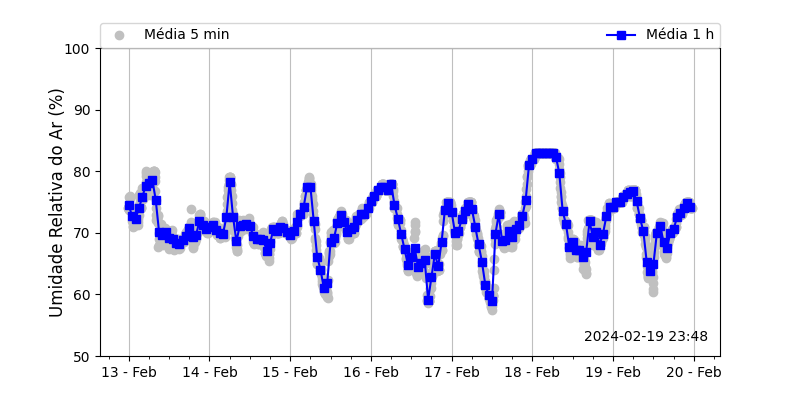 Média 5 min
Média 1 h
100
90
80
70
60
50
Umidade Relativa do Ar (%)
2024-02-19 23:48
13 - Feb 14 - Feb 15 - Feb 16 - Feb 17 - Feb 18 - Feb 19 - Feb 20 - Feb